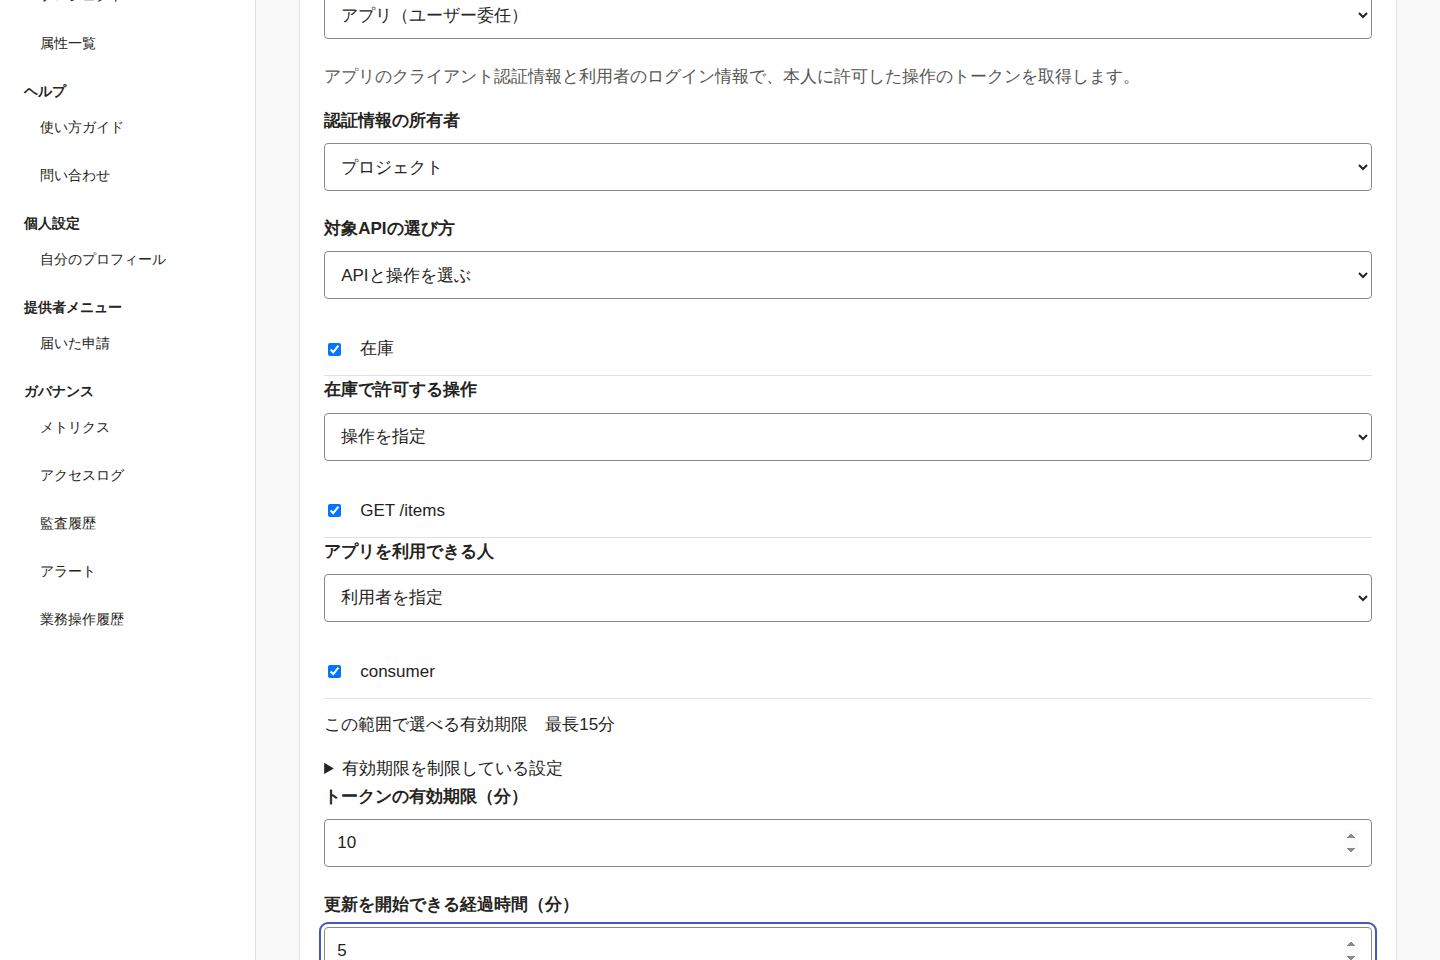 属性一覧
ヘルプ
使い方ガイド
問い合わせ
個人設定
自分のプロフィール
提供者メニュー
届いた申請
ガバナンス
メトリクス
アクセスログ
監査履歴
アラート
業務操作履歴
アプリ（ユーザー委任）
アプリのクライアント認証情報と利用者のログイン情報で、本人に許可した操作のトークンを取得します。
認証情報の所有者
プロジェクト
対象APIの選び方
APIと操作を選ぶ
在庫
在庫で許可する操作
操作を指定
GET /items
アプリを利用できる人
利用者を指定
consumer
この範囲で選べる有効期限　最長15分
有効期限を制限している設定
トークンの有効期限（分）
10
更新を開始できる経過時間（分）
5